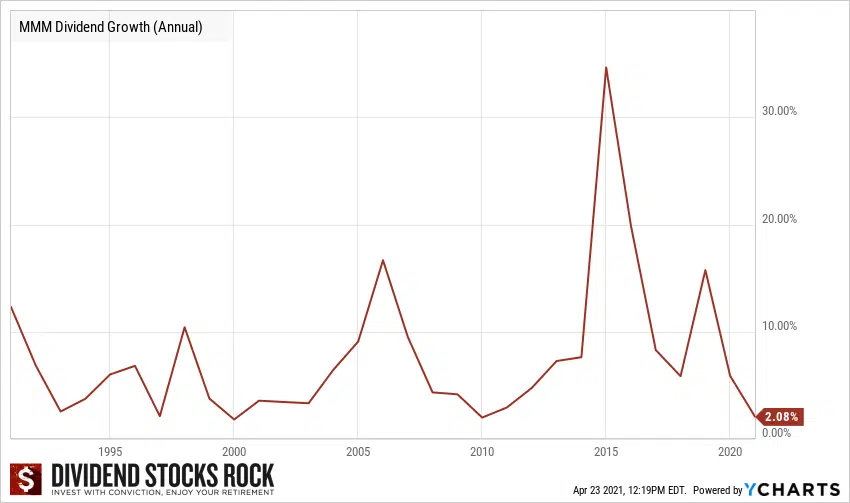 MMM Dividend Growth (Annual)
30.00%
20.00%
10.00%
2.08%
0.00%
1995 2000 2005 2010 2015 2020
$ DIVIDEND STOCKS ROCK
INVEST WITH CONVICTION, ENJOY YOUR RETIREMENT
Apr 23 2021, 12:19PM EDT. Powered by YCHARTS